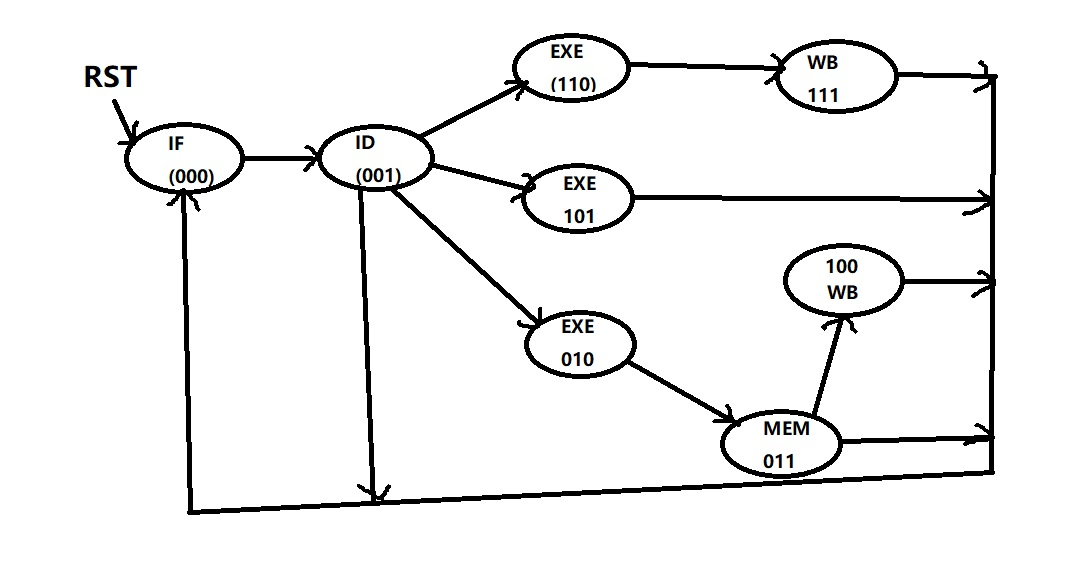 RST
IF
(000)
ID
(001)
EXE
(110)
WB
111
EXE
101
100
WB
EXE
010
MEM
011